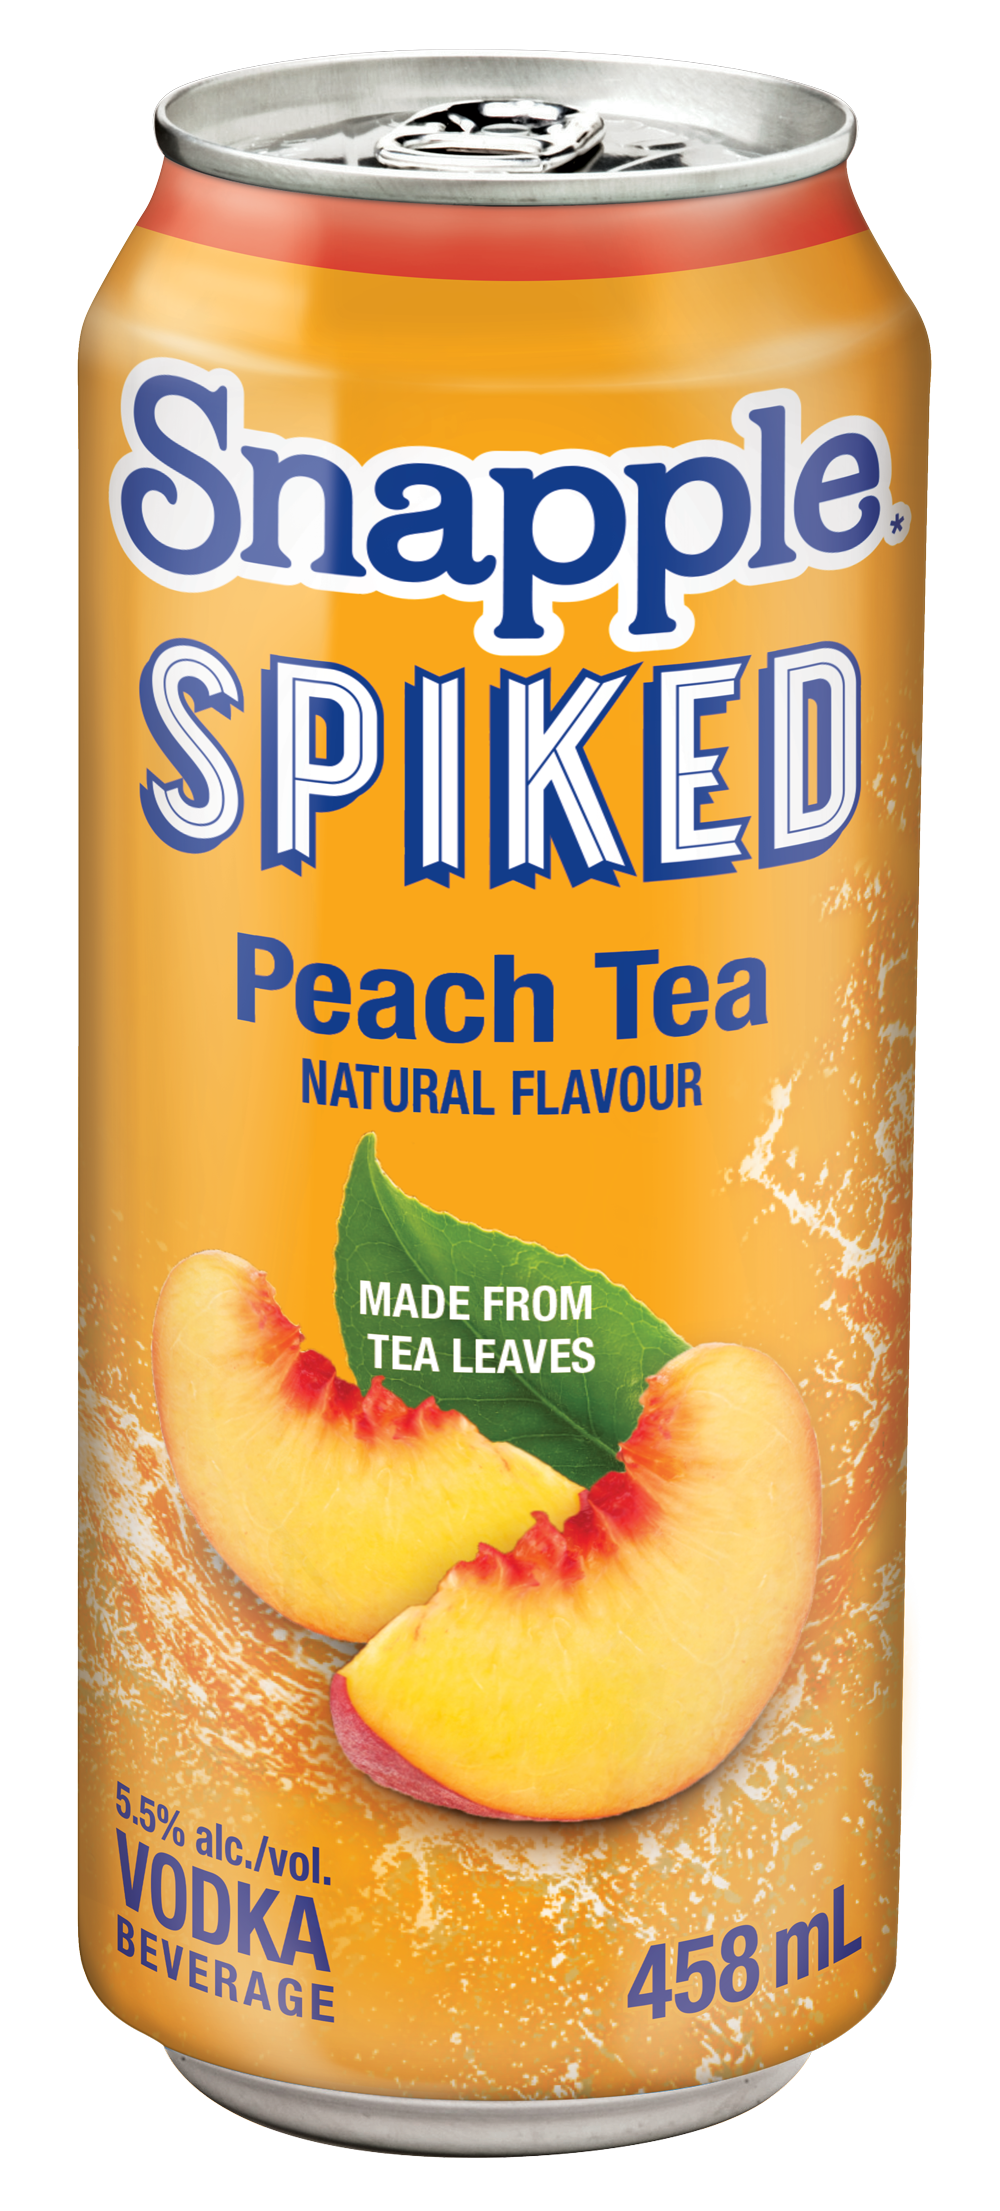 Snapple*
SPIKED
Peach Tea
NATURAL FLAVOUR
MADE FROM
TEA LEAVES
5.5% alc./vol.
VODKA
BEVERAGE
458 mL